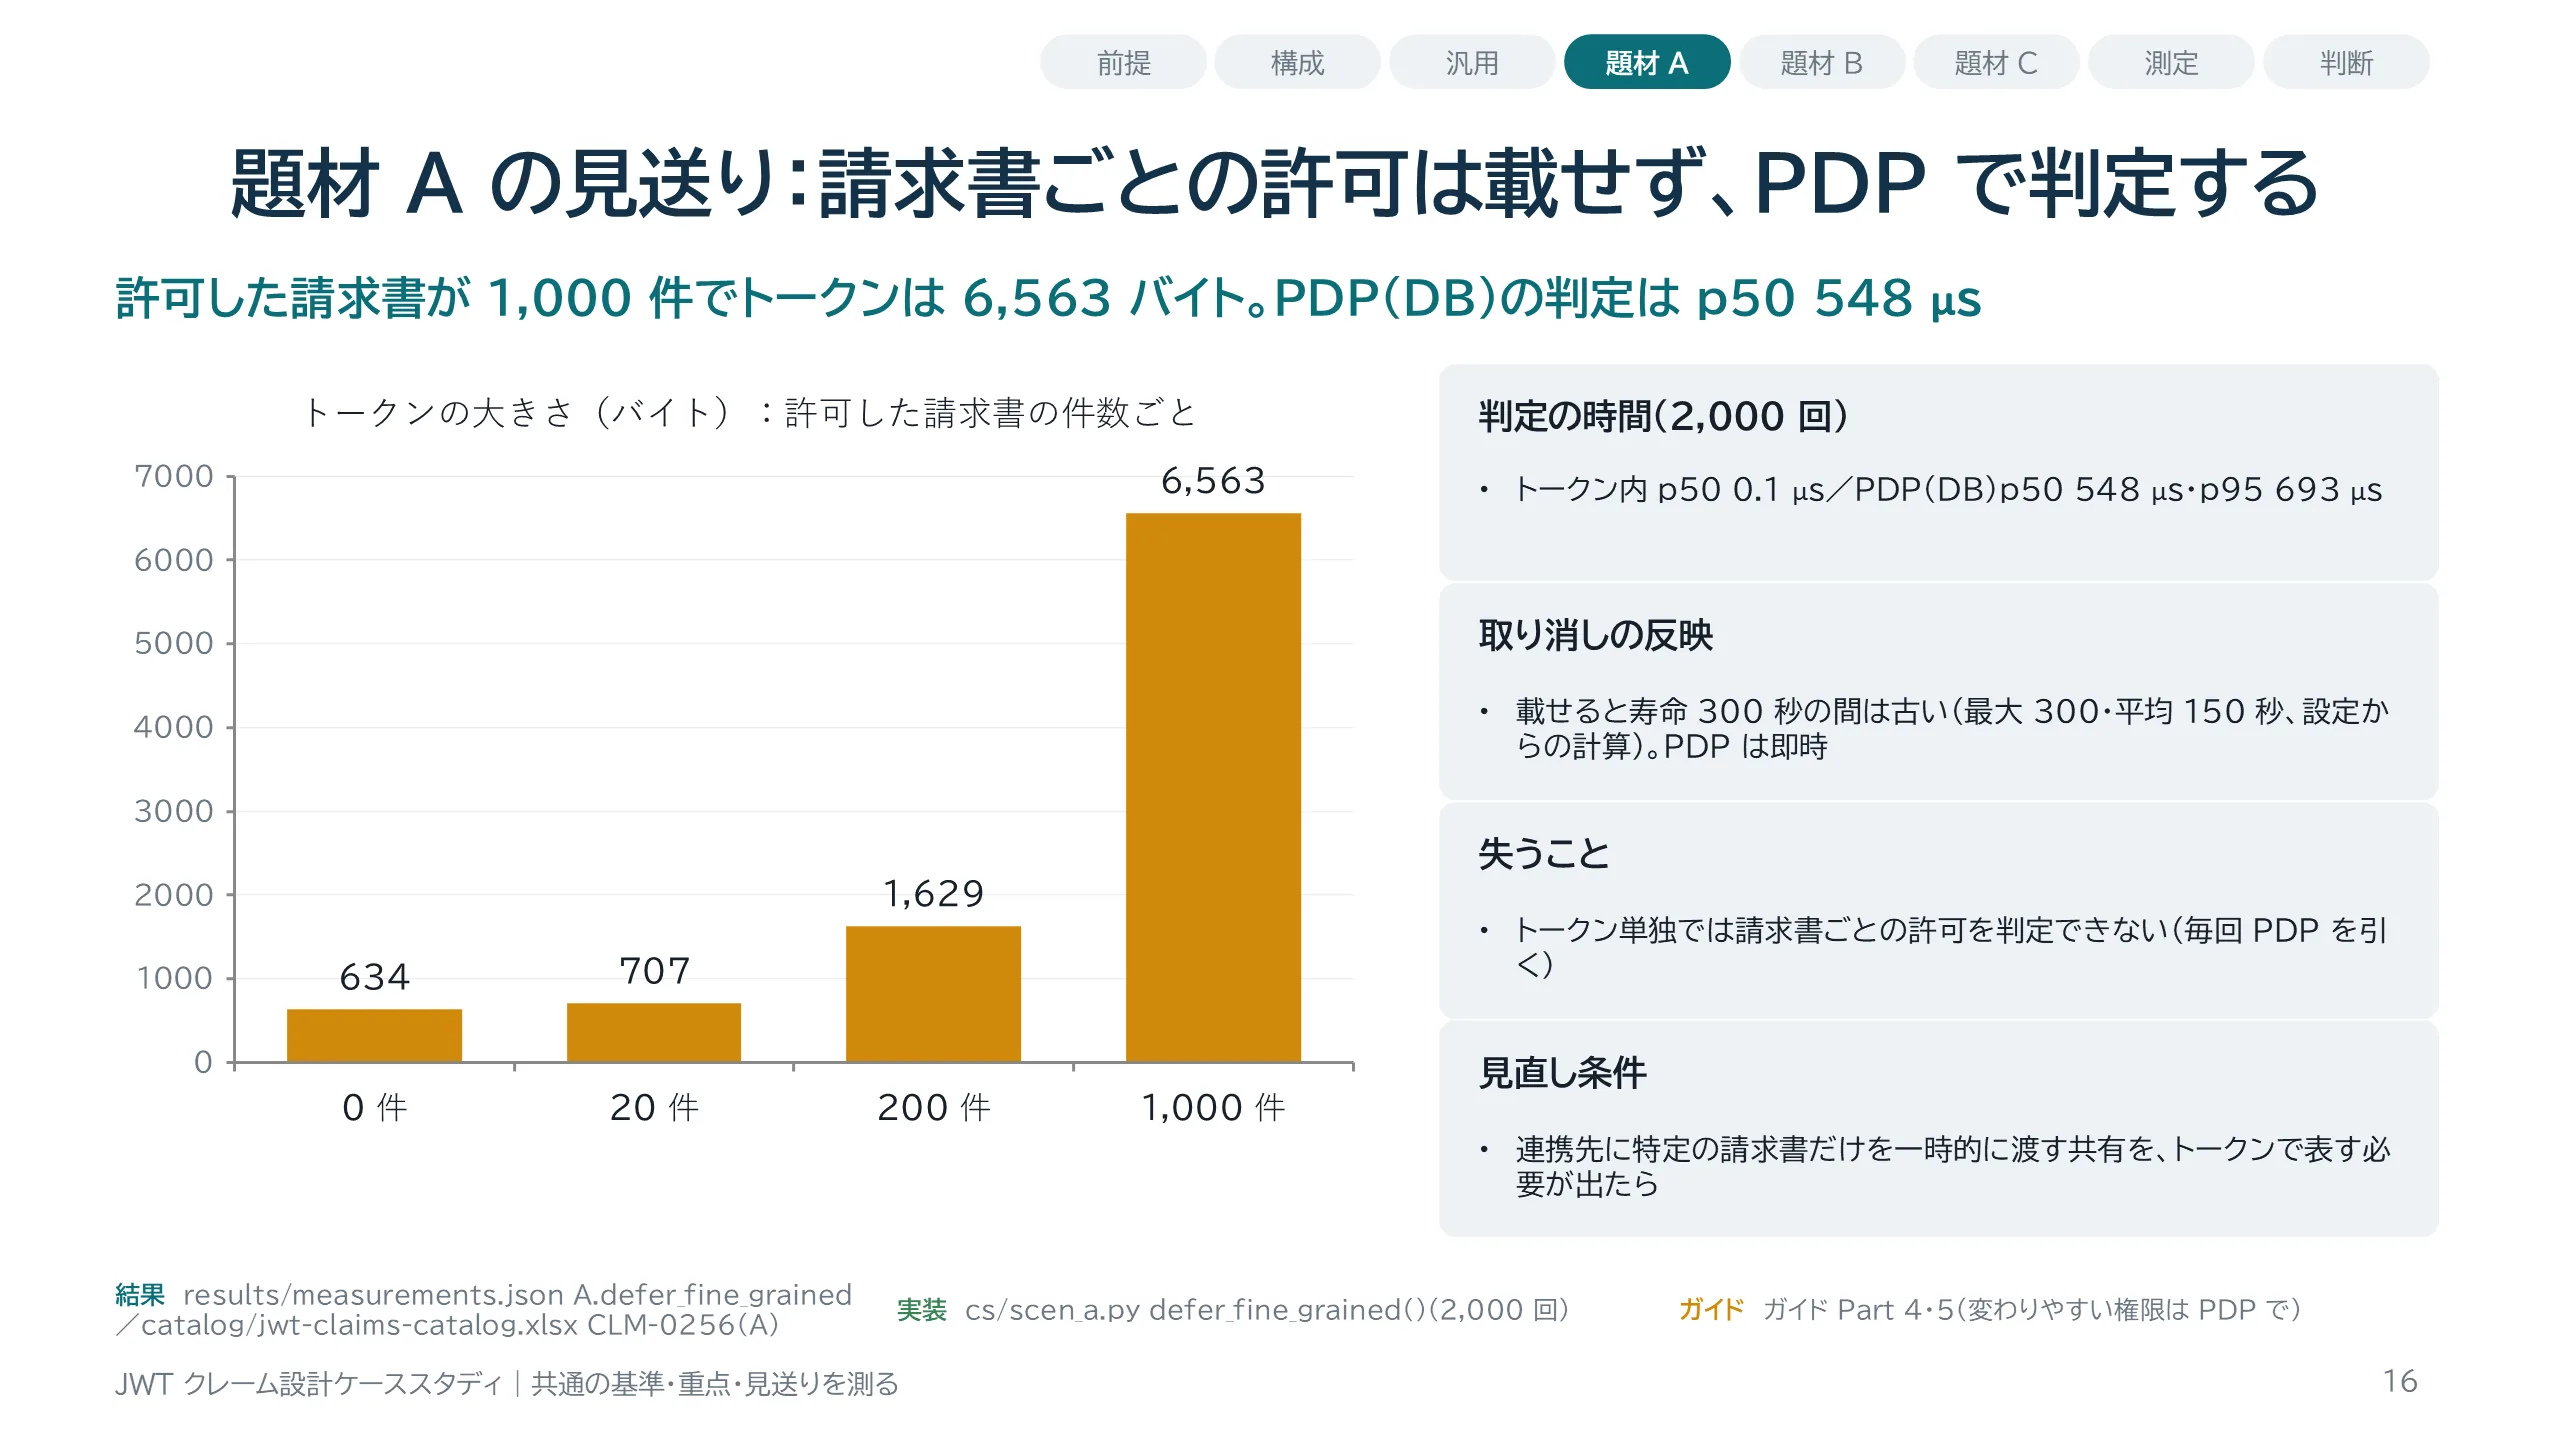 前提 構成 汎用 題材 A 題材 B 題材 C 測定 判断
題材 A の見送り：請求書ごとの許可は載せず、PDP で判定する
許可した請求書が 1,000 件でトークンは 6,563 バイト。PDP（DB）の判定は p50 548 µs
トークンの大きさ（バイト）：許可した請求書の件数ごと
7000
6000
5000
4000
3000
2000
1000
0
634
707
1,629
6,563
0 件
20 件
200 件
1,000 件
判定の時間（2,000 回）
• トークン内 p50 0.1 µs／PDP（DB）p50 548 µs・p95 693 µs
取り消しの反映
• 載せると寿命 300 秒の間は古い（最大 300・平均 150 秒、設定か
らの計算）。PDP は即時
失うこと
• トークン単独では請求書ごとの許可を判定できない（毎回 PDP を引
く）
見直し条件
• 連携先に特定の請求書だけを一時的に渡す共有を、トークンで表す必
要が出たら
結果 results/measurements.json A.defer_fine_grained
／catalog/jwt-claims-catalog.xlsx CLM-0256（A）
実装 cs/scen_a.py defer_fine_grained()（2,000 回）
ガイド ガイド Part 4・5（変わりやすい権限は PDP で）
JWT クレーム設計ケーススタディ｜共通の基準・重点・見送りを測る
16